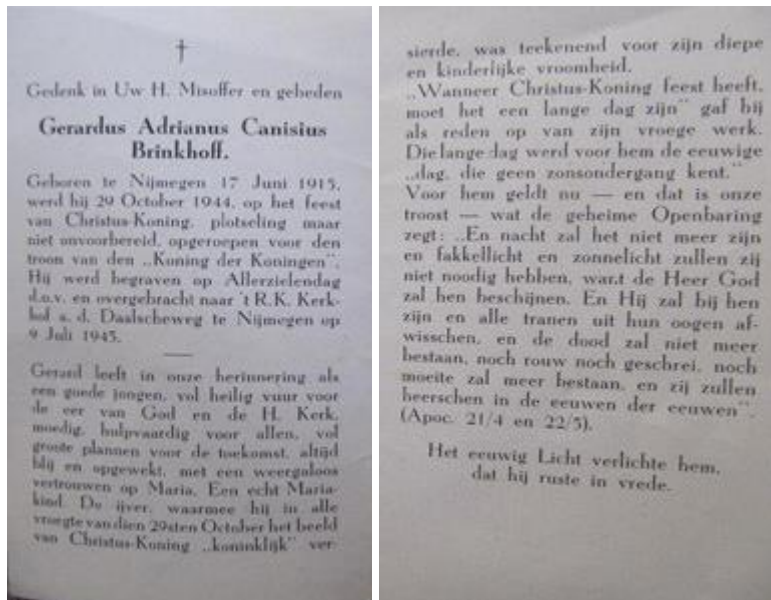 Gedenk in Uw H. Misoffer en gebeden
Gerardus Adrianus Canisius
Brinkhoff.
Geboren te Nijmegen 17 Juni 1915,
werd hij 29 October 1944, op het feest
van Christus-Koning, plotseling maar
niet onvoorbereid, opgeroepen voor den
troon van den „Koning der Koningen".
Hij werd begraven op Allerzielendag
d.o.v. en overgebracht naar 't R.K. Kerk-
hof a. d. Daalscheweg te Nijmegen op
9 Juli 1945.
Gerard leeft in onze herinnering als
een goede jongen, vol heilig vuur voor
de eer van God en de H. Kerk,
moedig, hulpvaardig voor allen, vol
groote plannen voor de toekomst, altijd
blij en opgewekt, met een weergaloos
vertrouwen op Maria. Een echt Maria-
kind. De ijver, waarmee hij in alle
vroegte van dien 29sten October het beeld
van Christus-Koning „koninklijk" ver-
sierde, was teekenend voor zijn diepe
en kinderlijke vroomheid.
„Wanneer Christus-Koning feest heeft,
moet het een lange dag zijn" gaf hij
als reden op van zijn vroege werk.
Die lange dag werd voor hem de eeuwige
„dag, die geen zonsondergang kent."
Voor hem geldt nu — en dat is onze
troost — wat de geheime Openbaring
zegt: „En nacht zal het niet meer zijn
en fakkellicht en zonnelicht zullen zij
niet noodig hebben, want de Heer God
zal hen beschijnen. En Hij zal bij hen
zijn en alle tranen uit hun oogen af-
wisschen, en de dood zal niet meer
bestaan, noch rouw noch geschrei, noch
moeite zal meer bestaan, en zij zullen
heerschen in de eeuwen der eeuwen"
(Apoc. 21/4 en 22/5).
Het eeuwig Licht verlichte hem,
dat hij ruste in vrede.